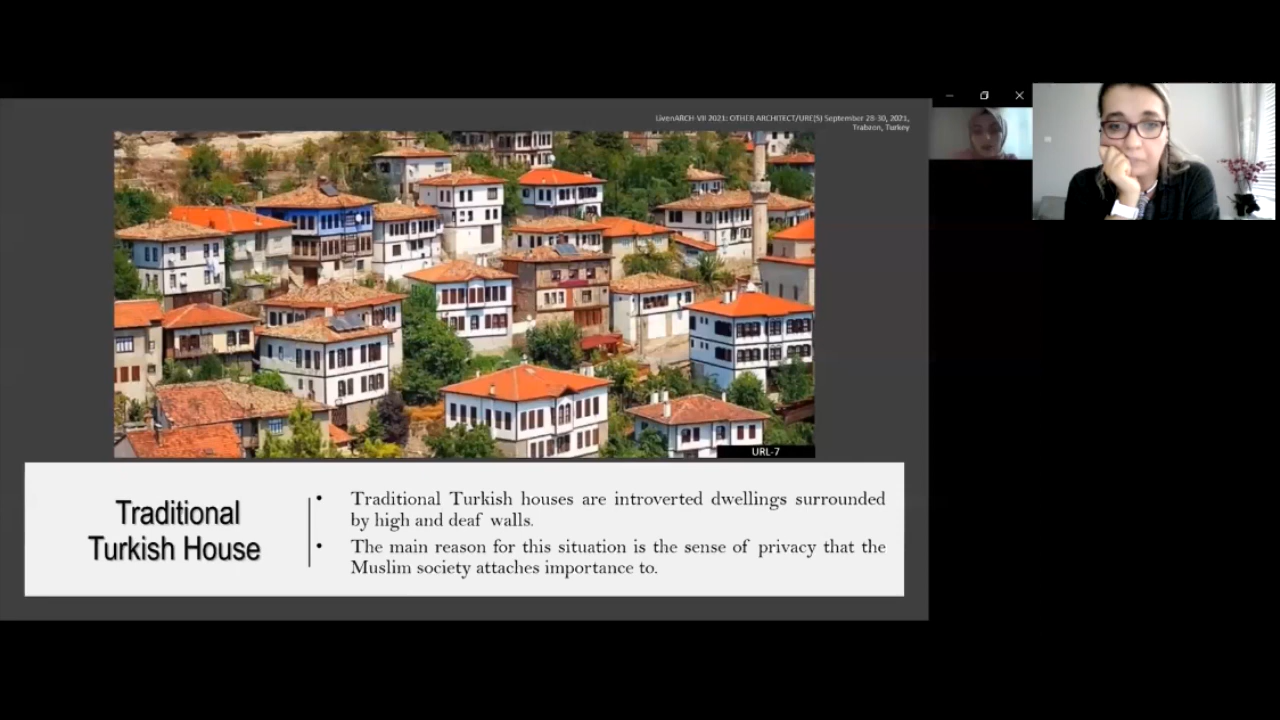 LivenARCH-VII 2021: OTHER ARCHITECT/URE(S) September 28-30, 2021,
Trabzon, Turkey
URL-7
Traditional
Turkish House
• Traditional Turkish houses are introverted dwellings surrounded
by high and deaf walls.
• The main reason for this situation is the sense of privacy that the
Muslim society attaches importance to.